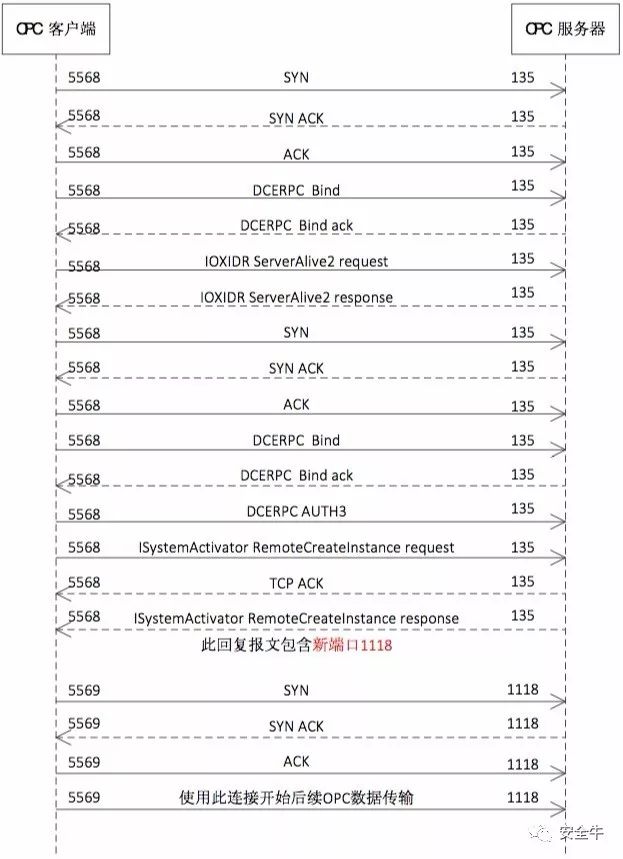 OPC 客户端
OPC 服务器
5568 SYN 135
5568 SYN ACK 135
5568 ACK 135
5568 DCERPC Bind 135
5568 DCERPC Bind ack 135
5568 IOXIDR ServerAlive2 request 135
5568 IOXIDR ServerAlive2 response 135
5568 SYN 135
5568 SYN ACK 135
5568 ACK 135
5568 DCERPC Bind 135
5568 DCERPC Bind ack 135
5568 DCERPC AUTH3 135
5568 ISystemActivator RemoteCreateInstance request 135
5568 TCP ACK 135
5568 ISystemActivator RemoteCreateInstance response 135
此回复报文包含新端口1118
5569 SYN 1118
5569 SYN ACK 1118
5569 ACK 1118
5569 使用此连接开始后续OPC数据传输 1118
安全牛